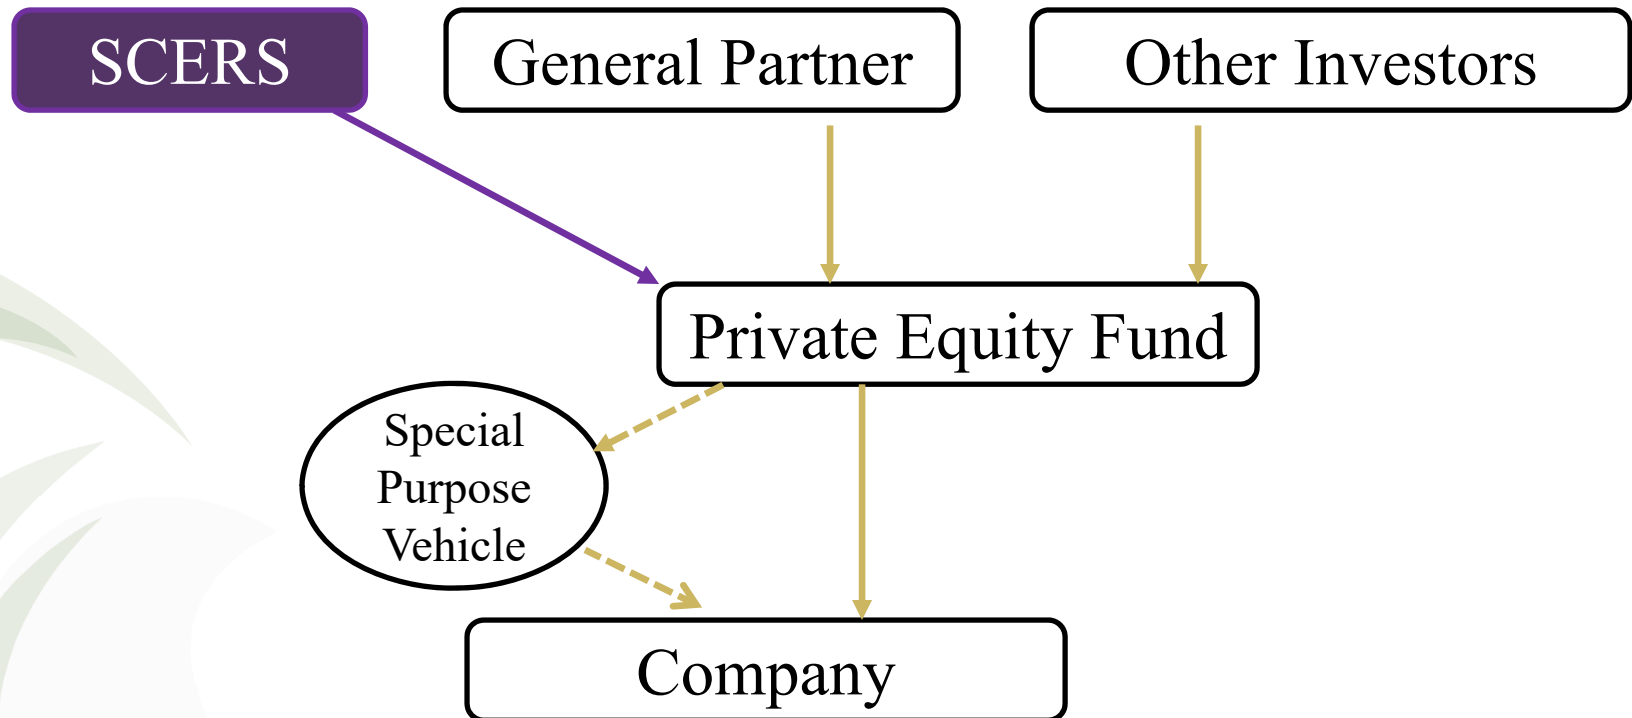 SCERS
General Partner
Other Investors
Private Equity Fund
Special
Purpose
Vehicle
Company